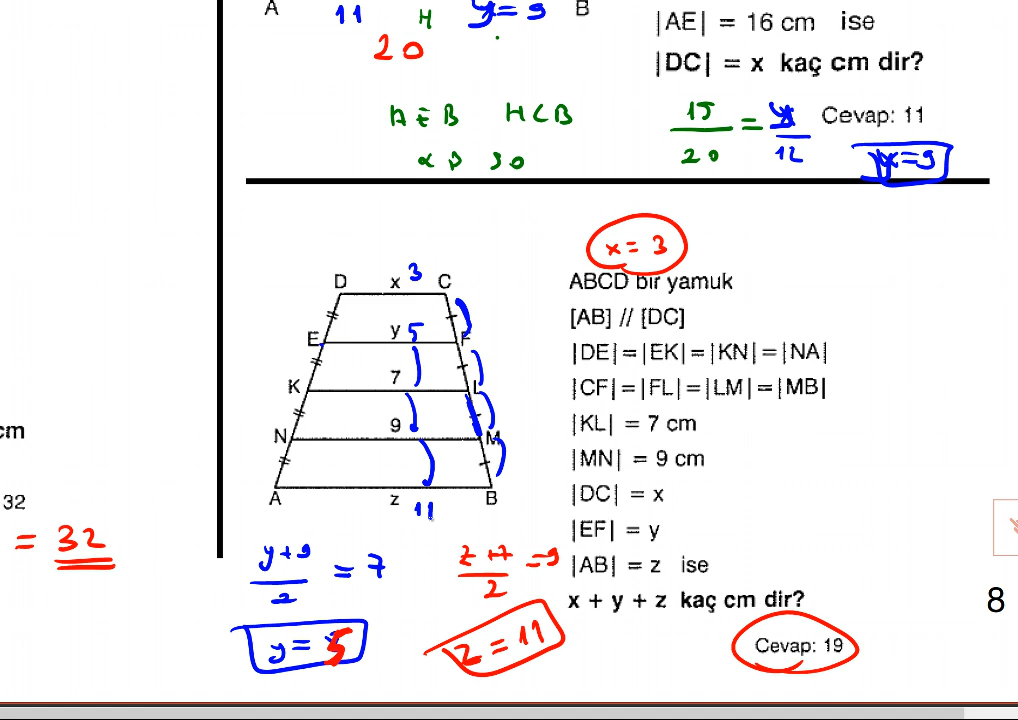 A 11 H y = 9 B
20
|AE| = 16 cm ise
|DC| = x kaç cm dir?
A E B H C B
15
20
=
12
Cevap: 11
x = 9
α β 30
cm
32
= 32
x = 3
D x 3 C
E y 5 F
K 7 L
N 9 M
A z 11 B
ABCD bir yamuk
[AB] // [DC]
|DE|=|EK|=|KN|=|NA|
|CF|=|FL|=|LM|=|MB|
|KL| = 7 cm
|MN| = 9 cm
|DC| = x
|EF| = y
|AB| = z ise
x + y + z kaç cm dir?
Cevap: 19
y+9
2
= 7
y = 5
z+7
2
=9
z = 11
8